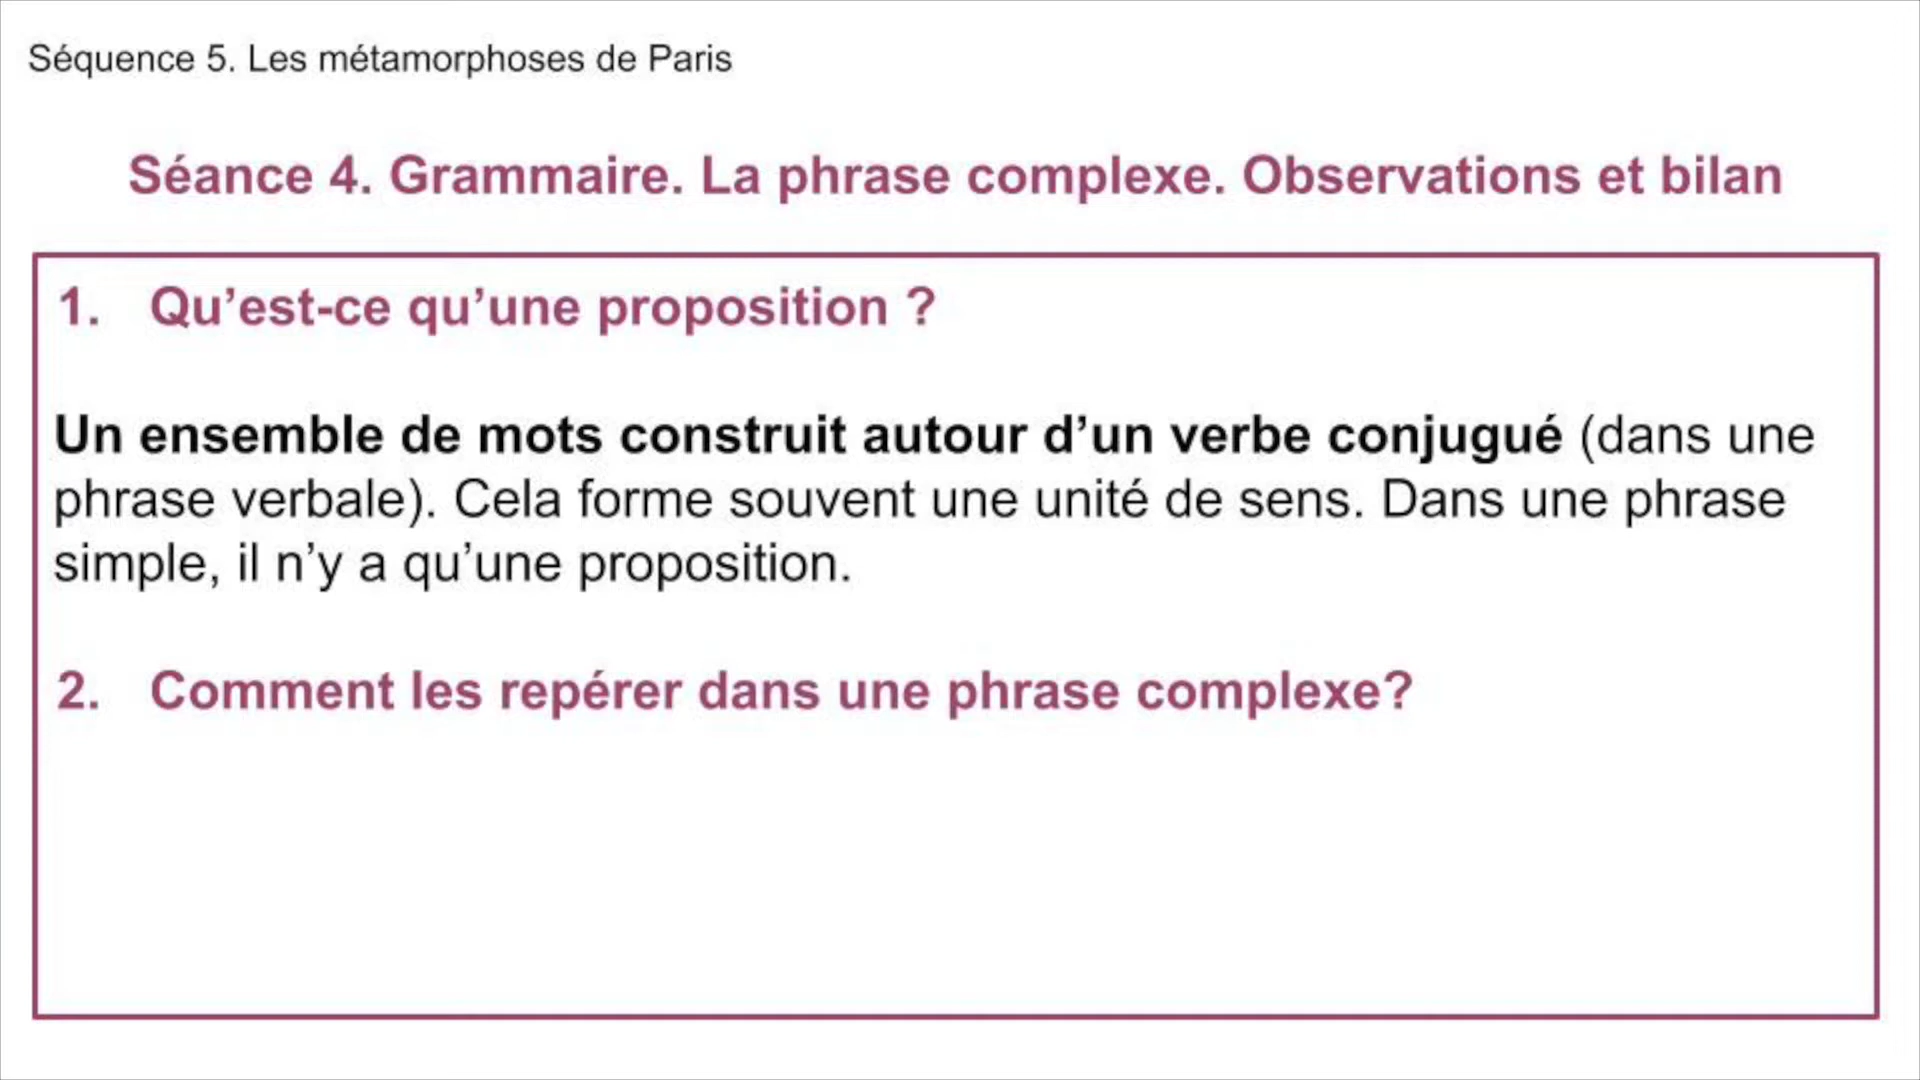 Séquence 5. Les métamorphoses de Paris
Séance 4. Grammaire. La phrase complexe. Observations et bilan
1. Qu’est-ce qu’une proposition ?
Un ensemble de mots construit autour d’un verbe conjugué (dans une
phrase verbale). Cela forme souvent une unité de sens. Dans une phrase
simple, il n’y a qu’une proposition.
2. Comment les repérer dans une phrase complexe?